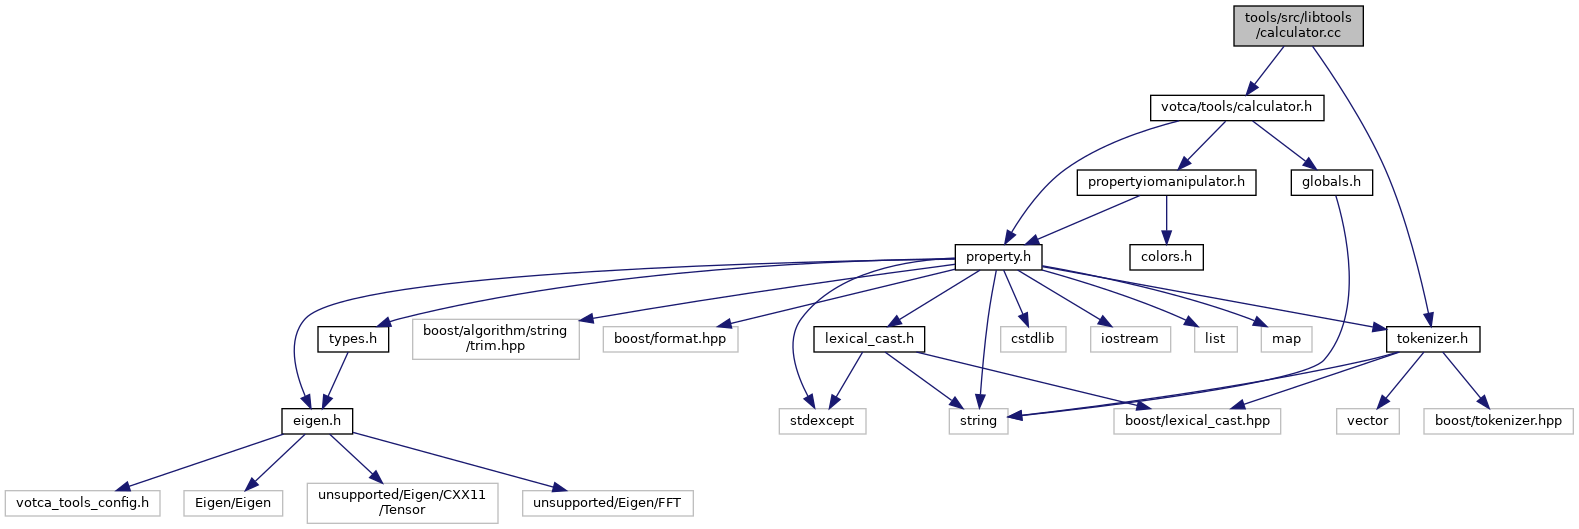 tools/src/libtools
/calculator.cc
votca/tools/calculator.h
propertyiomanipulator.h
globals.h
property.h
colors.h
types.h
boost/algorithm/string
/trim.hpp
boost/format.hpp
lexical_cast.h
cstdlib
iostream
list
map
tokenizer.h
eigen.h
stdexcept
string
boost/lexical_cast.hpp
vector
boost/tokenizer.hpp
votca_tools_config.h
Eigen/Eigen
unsupported/Eigen/CXX11
/Tensor
unsupported/Eigen/FFT